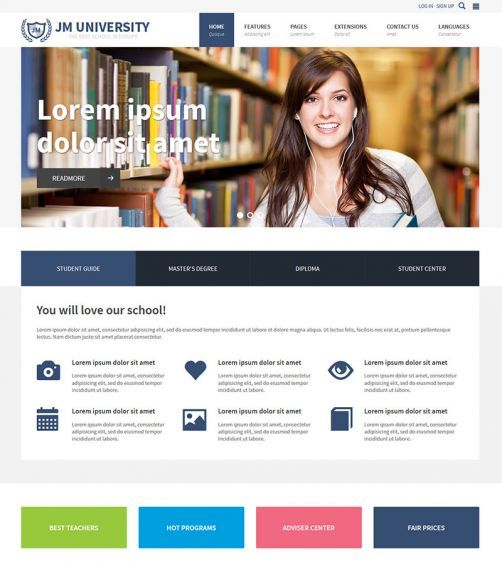 LOG IN SIGN UP
JM
JM UNIVERSITY
THE BEST SCHOOL IN EUROPE
HOME FEATURES PAGES EXTENSIONS CONTACT US LANGUAGES
Quisque Adipiscing elit Lorem ipsum Dolor sit Amet Consectetur
Lorem ipsum
dolor sit amet
READMORE
STUDENT GUIDE MASTER'S DEGREE DIPLOMA STUDENT CENTER
You will love our school!
Lorem ipsum dolor sit amet, consectetur adipiscing elit, sed do eiusmod tempor incididunt ut labore et dolore magna aliqua. Ut lectus felis, facilisis non mattis at, pretium pellentesque
lectus. Nam dictum justo sit amet pharetra consectetur.
Lorem ipsum dolor sit amet Lorem ipsum dolor sit amet Lorem ipsum dolor sit amet
Lorem ipsum dolor sit amet, consectetur Lorem ipsum dolor sit amet, consectetur Lorem ipsum dolor sit amet, consectetur
adipisicing elit, sed do eiusmod tempor adipisicing elit, sed do eiusmod tempor adipisicing elit, sed do eiusmod tempor
incididunt ut labore. incididunt ut labore. incididunt ut labore.
Lorem ipsum dolor sit amet Lorem ipsum dolor sit amet Lorem ipsum dolor sit amet
Lorem ipsum dolor sit amet, consectetur Lorem ipsum dolor sit amet, consectetur Lorem ipsum dolor sit amet, consectetur
adipisicing elit, sed do eiusmod tempor adipisicing elit, sed do eiusmod tempor adipisicing elit, sed do eiusmod tempor
incididunt ut labore. incididunt ut labore. incididunt ut labore.
BEST TEACHERS HOT PROGRAMS ADVISER CENTER FAIR PRICES